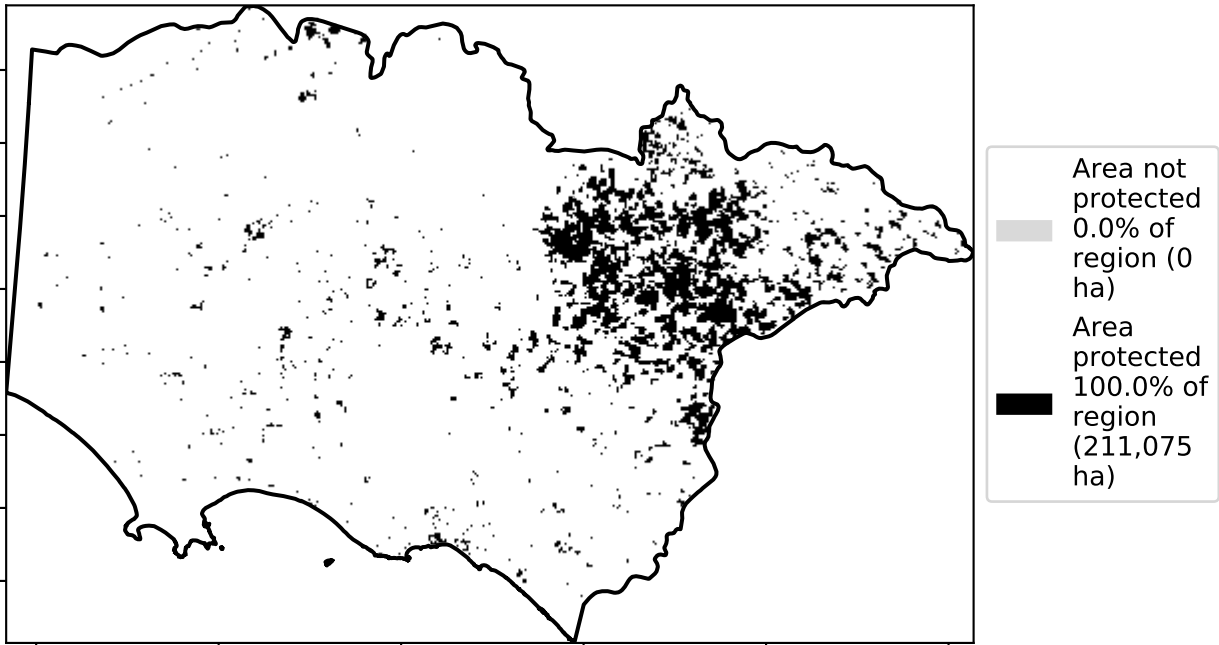 Area not
protected
0.0% of
region (0
ha)
Area
protected
100.0% of
region
(211,075
ha)